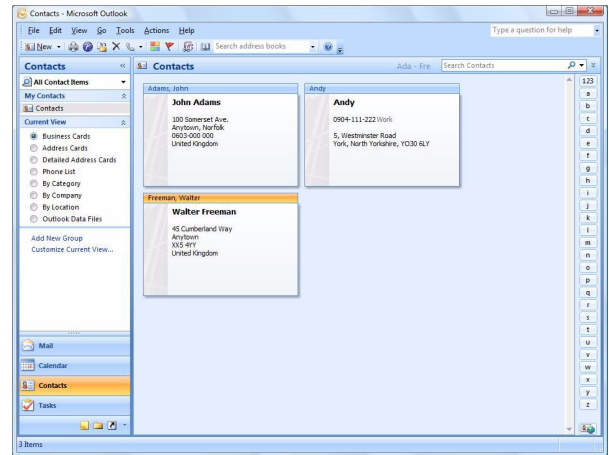 Contacts - Microsoft Outlook
File Edit View Go Tools Actions Help
Type a question for help
New
Search address books
Contacts «
Contacts
Ada - Fre
Search Contacts
All Contact Items
My Contacts
Contacts
Current View
Business Cards
Address Cards
Detailed Address Cards
Phone List
By Category
By Company
By Location
Outlook Data Files
Add New Group
Customize Current View...
Mail
Calendar
Contacts
Tasks
Adams, John
John Adams
100 Somerset Ave.
Anytown, Norfolk
0603-000 000
United Kingdom
Andy
Andy
0904-111-222 Work
5, Westminster Road
York, North Yorkshire, YO30 6LY
Freeman, Walter
Walter Freeman
45 Cumberland Way
Anytown
XX5 4YY
United Kingdom
123
a
b
c
d
e
f
g
h
i
j
k
l
m
n
o
p
q
r
s
t
u
v
w
x
y
z
3 Items